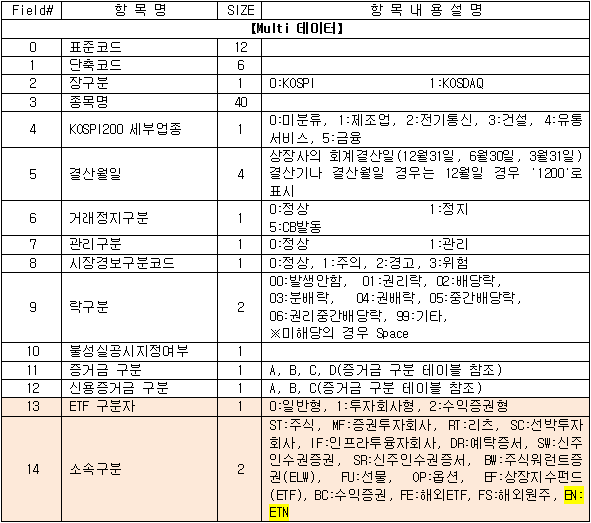 Field# 항 목 명 SIZE 항 목 내 용 설 명
【Multi 데이터】
0 표준코드 12
1 단축코드 6
2 장구분 1 0:KOSPI 1:KOSDAQ
3 종목명 40
4 KOSPI200 세부업종 1 0:미분류, 1:제조업, 2:전기통신, 3:건설, 4:유통
서비스, 5:금융
5 결산월일 4 상장사의 회계결산일(12월31일, 6월30일, 3월31일)
결산기나 결산월일 경우는 12월일 경우 '1200'로
표시
6 거래정지구분 1 0:정상 1:정지
5:CB발동
7 관리구분 1 0:정상 1:관리
8 시장경보구분코드 1 0:정상, 1:주의, 2:경고, 3:위험
9 락구분 2 00:발생안함, 01:권리락, 02:배당락,
03:분배락, 04:권배락, 05:중간배당락,
06:권리중간배당락, 99:기타,
※미해당의 경우 Space
10 불성실공시지정여부 1
11 증거금 구분 1 A, B, C, D(증거금 구분 테이블 참조)
12 신용증거금 구분 1 A, B, C(증거금 구분 테이블 참조)
13 ETF 구분자 1 0:일반형, 1:투자회사형, 2:수익증권형
14 소속구분 2 ST:주식, MF:증권투자회사, RT:리츠, SC:선박투자
회사, IF:인프라투융자회사, DR:예탁증서, SW:신주
인수권증권, SR:신주인수권증서, BW:주식워런트증
권(ELW), FU:선물, OP:옵션, EF:상장지수펀드
(ETF), BC:수익증권, FE:해외ETF, FS:해외원주, EN:
ETN